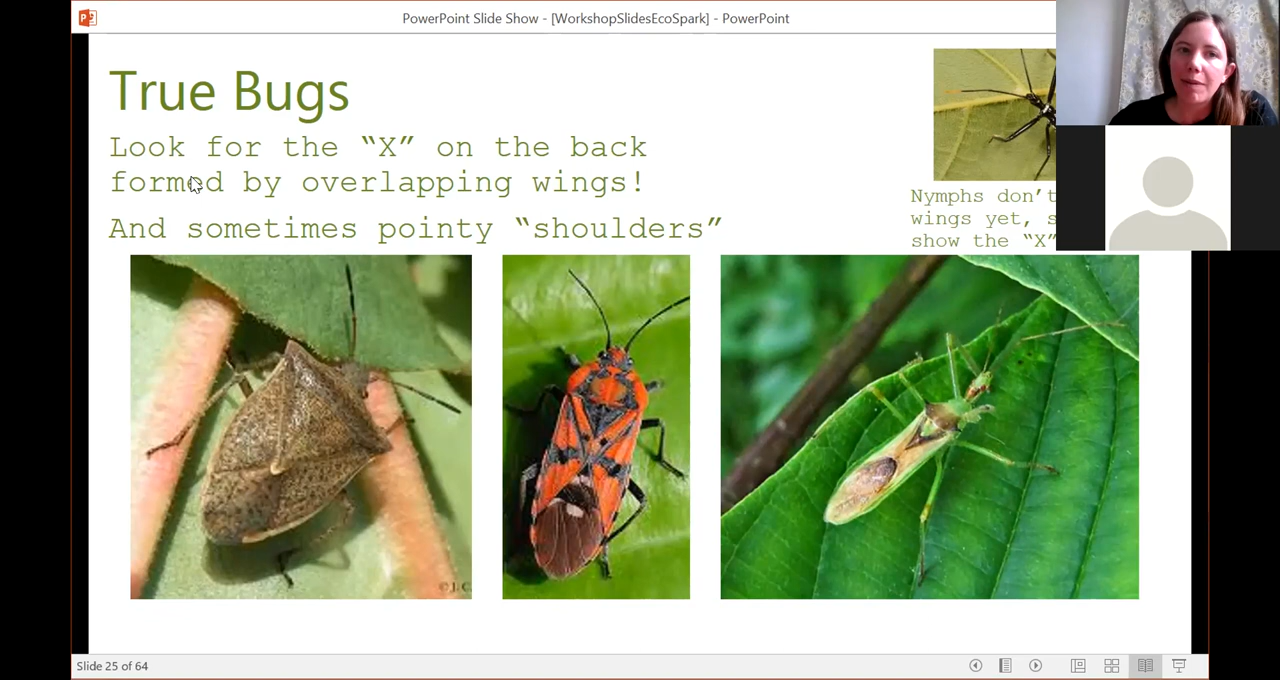 PowerPoint Slide Show - [WorkshopSlidesEcoSpark] - PowerPoint
True Bugs
Look for the “X” on the back
formed by overlapping wings!
And sometimes pointy “shoulders”
Nymphs don’t
wings yet, s
show the “X”
© J.C.
Slide 25 of 64